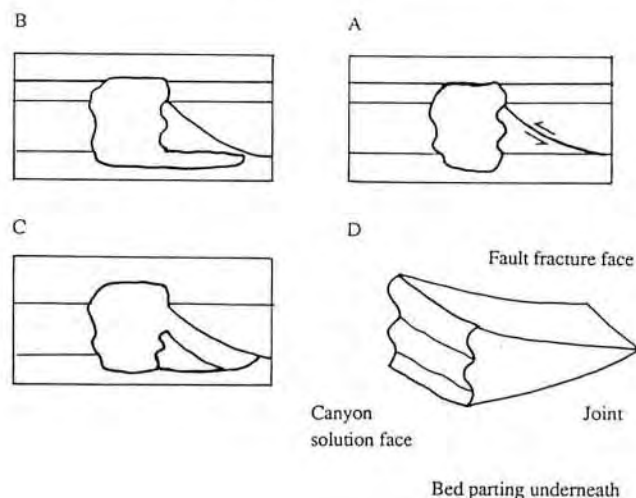 B
A
C
D
Fault fracture face
Canyon
solution face
Joint
Bed parting underneath